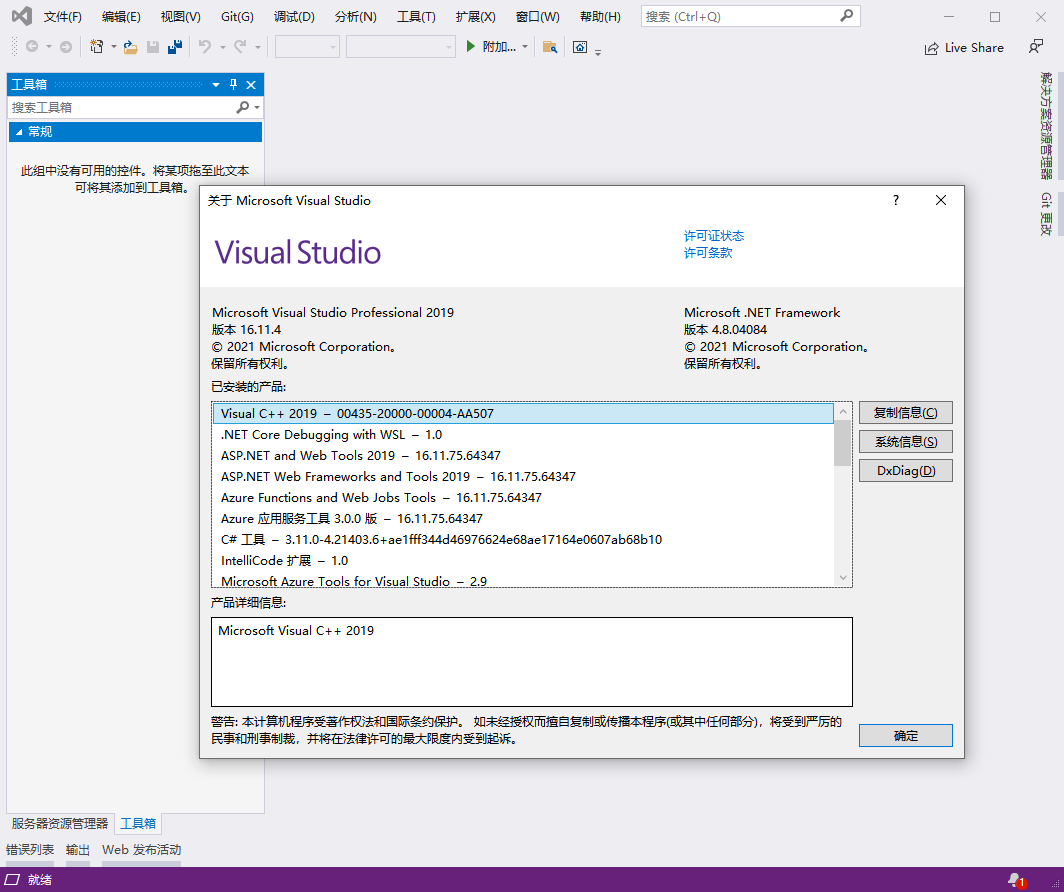 文件(F) 编辑(E) 视图(V) Git(G) 调试(D) 分析(N) 工具(T) 扩展(X) 窗口(W) 帮助(H) 搜索 (Ctrl+Q)
附加... Live Share
工具箱
搜索工具箱
常规
此组中没有可用的控件。将某项拖至此文本
可将其添加到工具箱。
解决方案资源管理器
Git 更改
关于 Microsoft Visual Studio
?
Visual Studio
许可证状态
许可条款
Microsoft Visual Studio Professional 2019
版本 16.11.4
© 2021 Microsoft Corporation。
保留所有权利。
Microsoft .NET Framework
版本 4.8.04084
© 2021 Microsoft Corporation。
保留所有权利。
已安装的产品:
Visual C++ 2019 – 00435-20000-00004-AA507
.NET Core Debugging with WSL – 1.0
ASP.NET and Web Tools 2019 – 16.11.75.64347
ASP.NET Web Frameworks and Tools 2019 – 16.11.75.64347
Azure Functions and Web Jobs Tools – 16.11.75.64347
Azure 应用服务工具 3.0.0 版 – 16.11.75.64347
C# 工具 – 3.11.0-4.21403.6+ae1fff344d46976624e68ae17164e0607ab68b10
IntelliCode 扩展 – 1.0
Microsoft Azure Tools for Visual Studio – 2.9
复制信息(C)
系统信息(S)
DxDiag(D)
产品详细信息:
Microsoft Visual C++ 2019
警告: 本计算机程序受著作权法和国际条约保护。 如未经授权而擅自复制或传播本程序(或其中任何部分)，将受到严厉的
民事和刑事制裁，并将在法律许可的最大限度内受到起诉。
确定
服务器资源管理器 工具箱
错误列表 输出 Web 发布活动
就绪 1